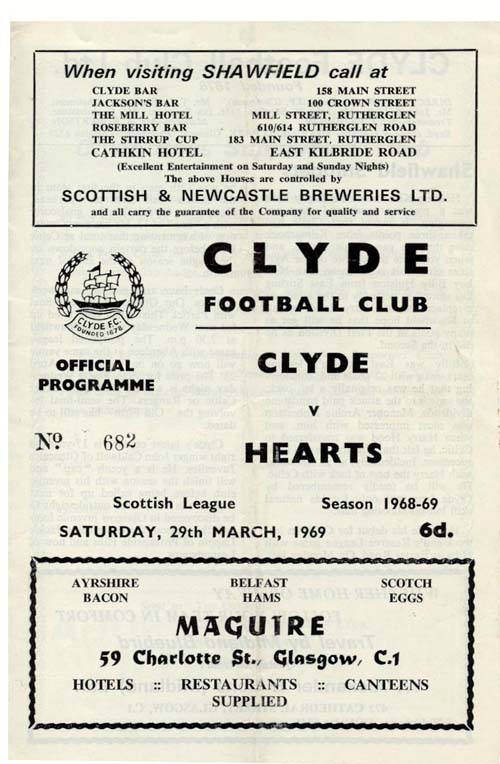 When visiting SHAWFIELD call at
CLYDE BAR 158 MAIN STREET
JACKSON'S BAR 100 CROWN STREET
THE MILL HOTEL MILL STREET, RUTHERGLEN
ROSEBERRY BAR 610/614 RUTHERGLEN ROAD
THE STIRRUP CUP 183 MAIN STREET, RUTHERGLEN
CATHKIN HOTEL EAST KILBRIDE ROAD
(Excellent Entertainment on Saturday and Sunday Nights)
The above Houses are controlled by
SCOTTISH & NEWCASTLE BREWERIES LTD.
and all carry the guarantee of the Company for quality and service
CLYDE
FOOTBALL CLUB
CLYDE F.C.
FOUNDED 1878
OFFICIAL
PROGRAMME
No 682
CLYDE
V
HEARTS
Scottish League Season 1968-69
SATURDAY, 29th MARCH, 1969 6d.
AYRSHIRE BELFAST SCOTCH
BACON HAMS EGGS
MAGUIRE
59 Charlotte St., Glasgow, C.1
HOTELS :: RESTAURANTS :: CANTEENS
SUPPLIED